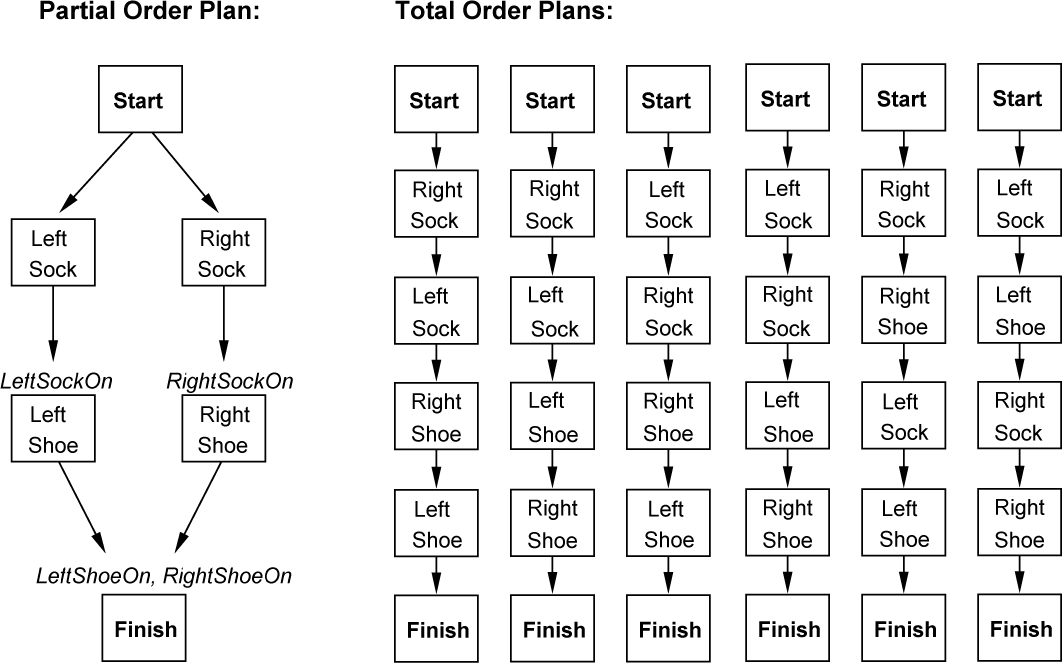 Partial Order Plan:
Start
Left
Sock
Right
Sock
LeftSockOn
RightSockOn
Left
Shoe
Right
Shoe
LeftShoeOn, RightShoeOn
Finish
Total Order Plans:
Start
Right
Sock
Left
Sock
Right
Shoe
Left
Shoe
Finish
Start
Right
Sock
Left
Sock
Left
Shoe
Right
Shoe
Finish
Start
Left
Sock
Right
Sock
Right
Shoe
Left
Shoe
Finish
Start
Left
Sock
Right
Sock
Left
Shoe
Right
Shoe
Finish
Start
Right
Sock
Right
Shoe
Left
Sock
Left
Shoe
Finish
Start
Left
Sock
Left
Shoe
Right
Sock
Right
Shoe
Finish